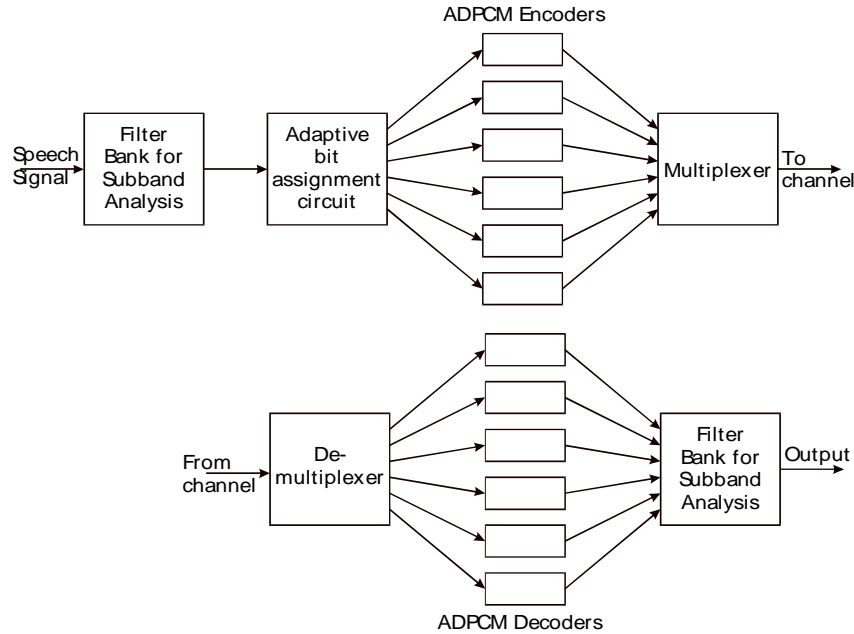 ADPCM Encoders
Speech
Signal
Filter
Bank for
Subband
Analysis
Adaptive
bit
assignment
circuit
Multiplexer
To
channel
From
channel
De-
multiplexer
Filter
Bank for
Subband
Analysis
Output
ADPCM Decoders